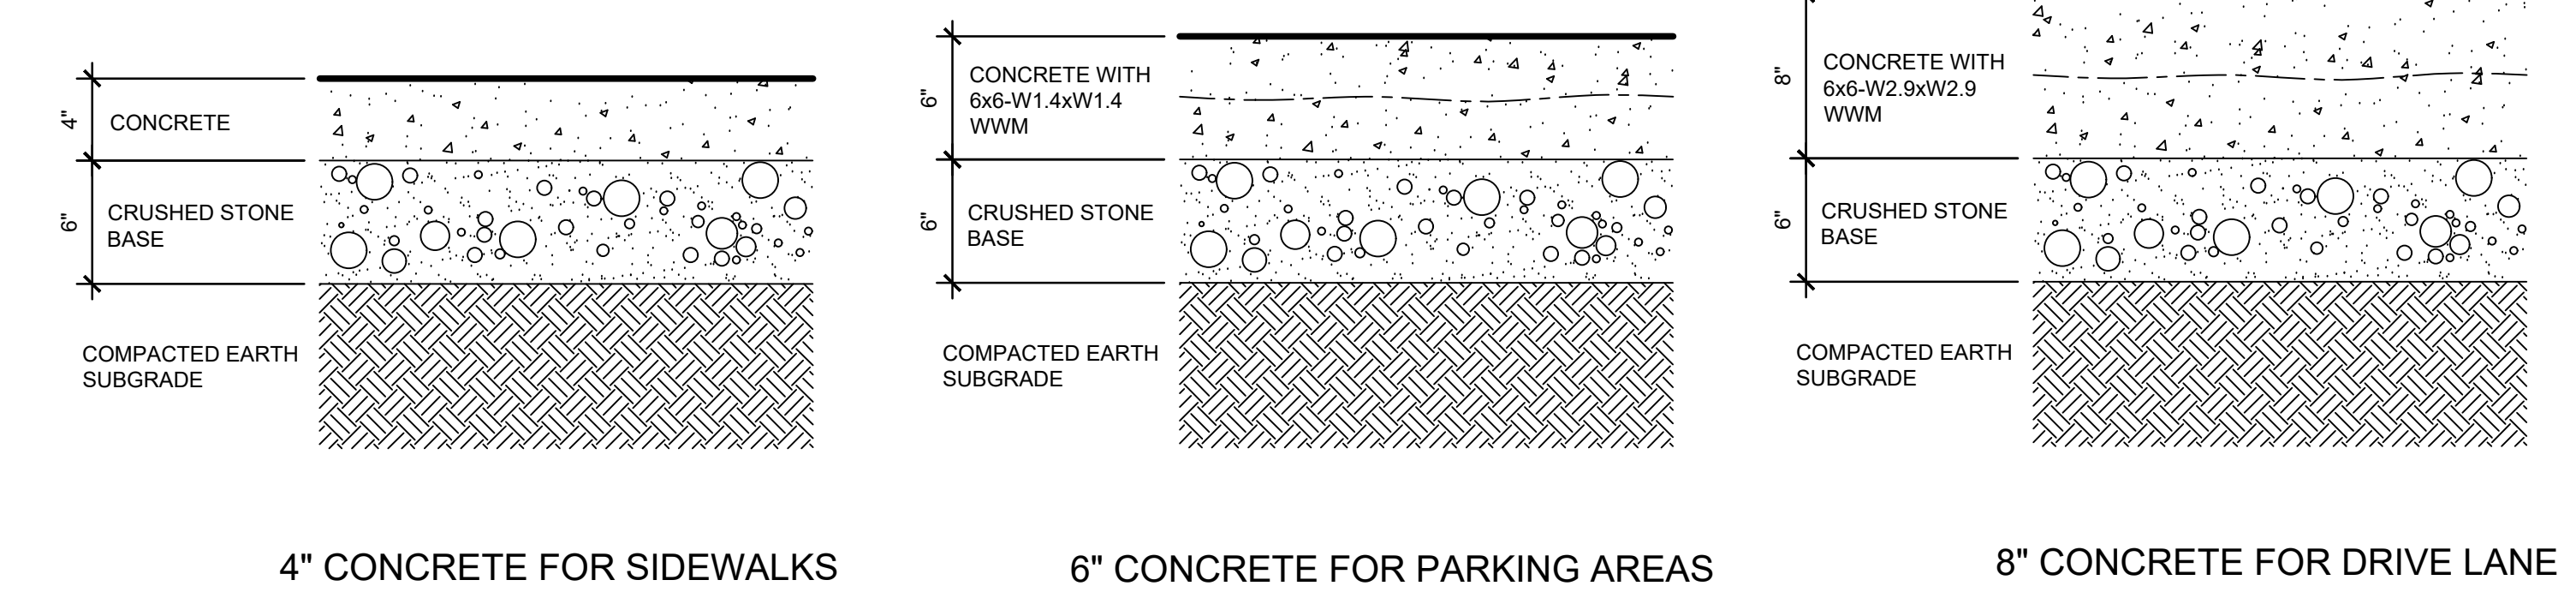 4"
CONCRETE
6"
CRUSHED STONE
BASE
COMPACTED EARTH
SUBGRADE
4" CONCRETE FOR SIDEWALKS
6"
CONCRETE WITH
6x6-W1.4xW1.4
WWM
6"
CRUSHED STONE
BASE
COMPACTED EARTH
SUBGRADE
6" CONCRETE FOR PARKING AREAS
8"
CONCRETE WITH
6x6-W2.9xW2.9
WWM
6"
CRUSHED STONE
BASE
COMPACTED EARTH
SUBGRADE
8" CONCRETE FOR DRIVE LANE